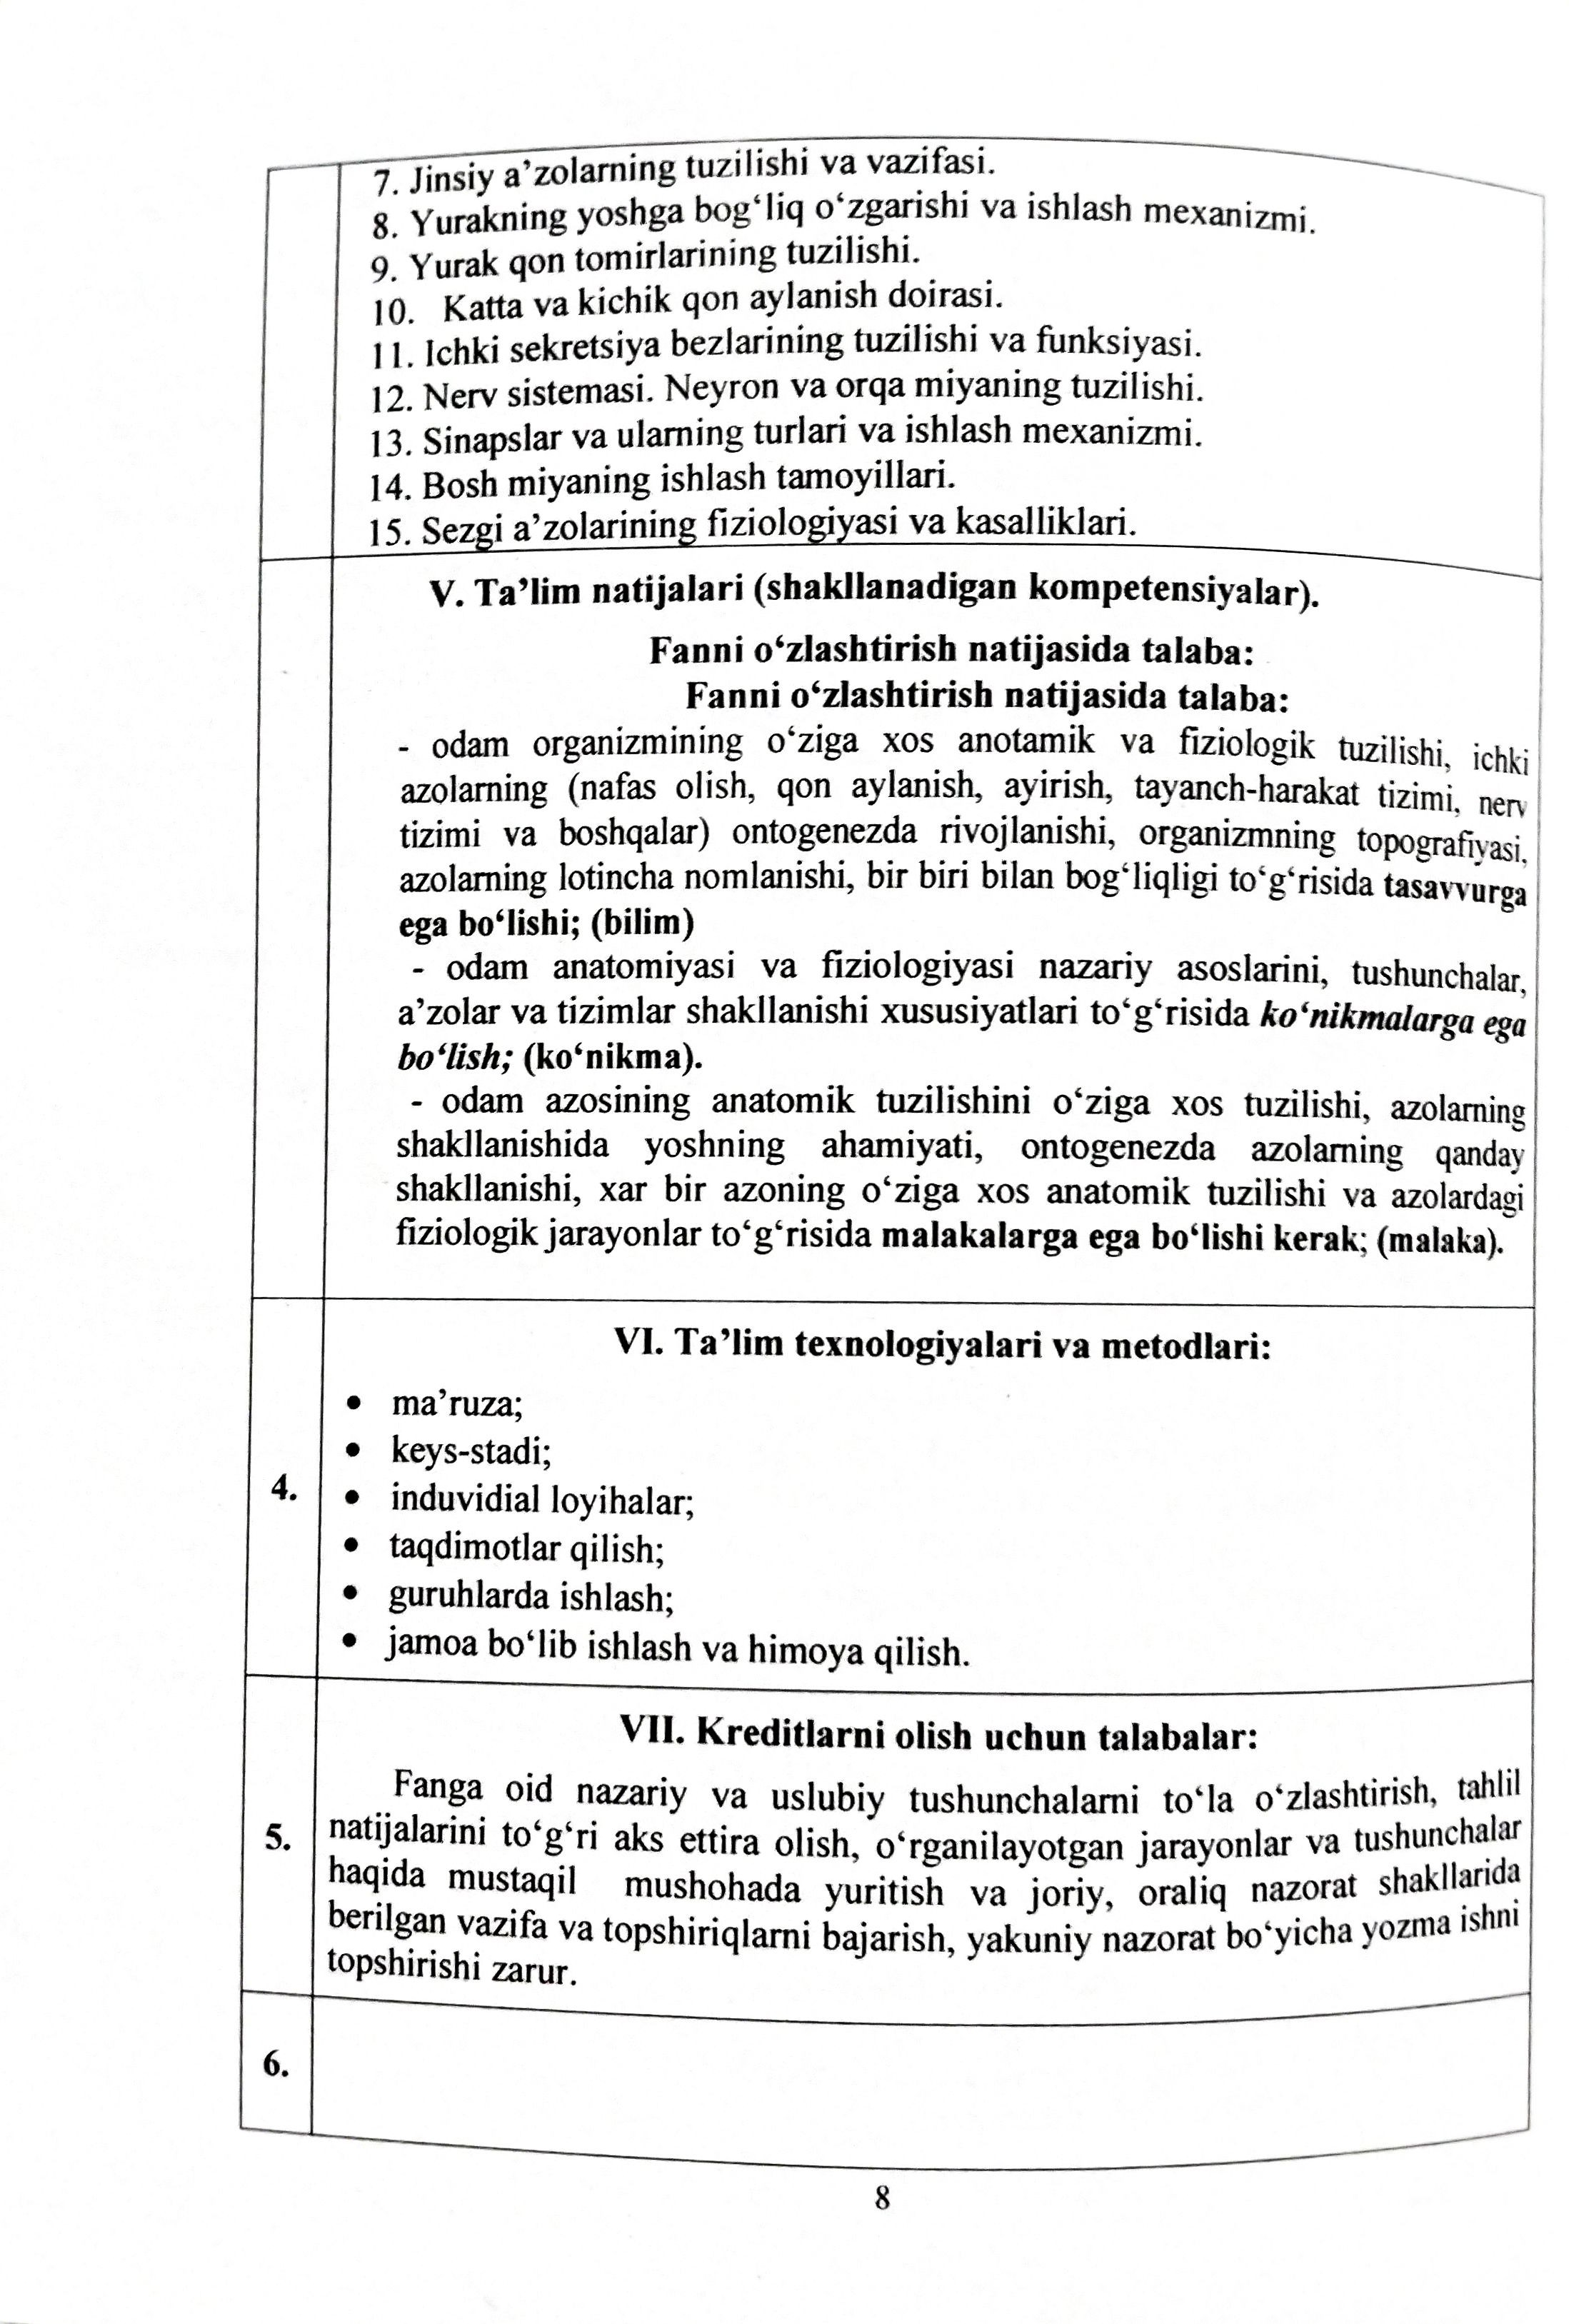 7. Jinsiy a’zolarning tuzilishi va vazifasi.
8. Yurakning yoshga bog‘liq o‘zgarishi va ishlash mexanizmi.
9. Yurak qon tomirlarining tuzilishi.
10. Katta va kichik qon aylanish doirasi.
11. Ichki sekretsiya bezlarining tuzilishi va funksiyasi.
12. Nerv sistemasi. Neyron va orqa miyaning tuzilishi.
13. Sinapslar va ularning turlari va ishlash mexanizmi.
14. Bosh miyaning ishlash tamoyillari.
15. Sezgi a’zolarining fiziologiyasi va kasalliklari.
V. Ta’lim natijalari (shakllanadigan kompetensiyalar).
Fanni o‘zlashtirish natijasida talaba:
Fanni o‘zlashtirish natijasida talaba:
- odam organizmining o‘ziga xos anotamik va fiziologik tuzilishi, ichki
azolarning (nafas olish, qon aylanish, ayirish, tayanch-harakat tizimi, nerv
tizimi va boshqalar) ontogenezda rivojlanishi, organizmning topografiyasi,
azolarning lotincha nomlanishi, bir biri bilan bog‘liqligi to‘g‘risida tasavvurga
ega bo‘lishi; (bilim)
- odam anatomiyasi va fiziologiyasi nazariy asoslarini, tushunchalar,
a’zolar va tizimlar shakllanishi xususiyatlari to‘g‘risida ko‘nikmalarga ega
bo‘lish; (ko‘nikma).
- odam azosining anatomik tuzilishini o‘ziga xos tuzilishi, azolarning
shakllanishida yoshning ahamiyati, ontogenezda azolarning qanday
shakllanishi, xar bir azoning o‘ziga xos anatomik tuzilishi va azolardagi
fiziologik jarayonlar to‘g‘risida malakalarga ega bo‘lishi kerak; (malaka).
VI. Ta’lim texnologiyalari va metodlari:
• ma’ruza;
• keys-stadi;
4.
• induvidial loyihalar;
• taqdimotlar qilish;
• guruhlarda ishlash;
• jamoa bo‘lib ishlash va himoya qilish.
VII. Kreditlarni olish uchun talabalar:
Fanga oid nazariy va uslubiy tushunchalarni to‘la o‘zlashtirish, tahlil
5.
natijalarini to‘g‘ri aks ettira olish, o‘rganilayotgan jarayonlar va tushunchalar
haqida mustaqil mushohada yuritish va joriy, oraliq nazorat shakllarida
berilgan vazifa va topshiriqlarni bajarish, yakuniy nazorat bo‘yicha yozma ishni
topshirishi zarur.
6.
8